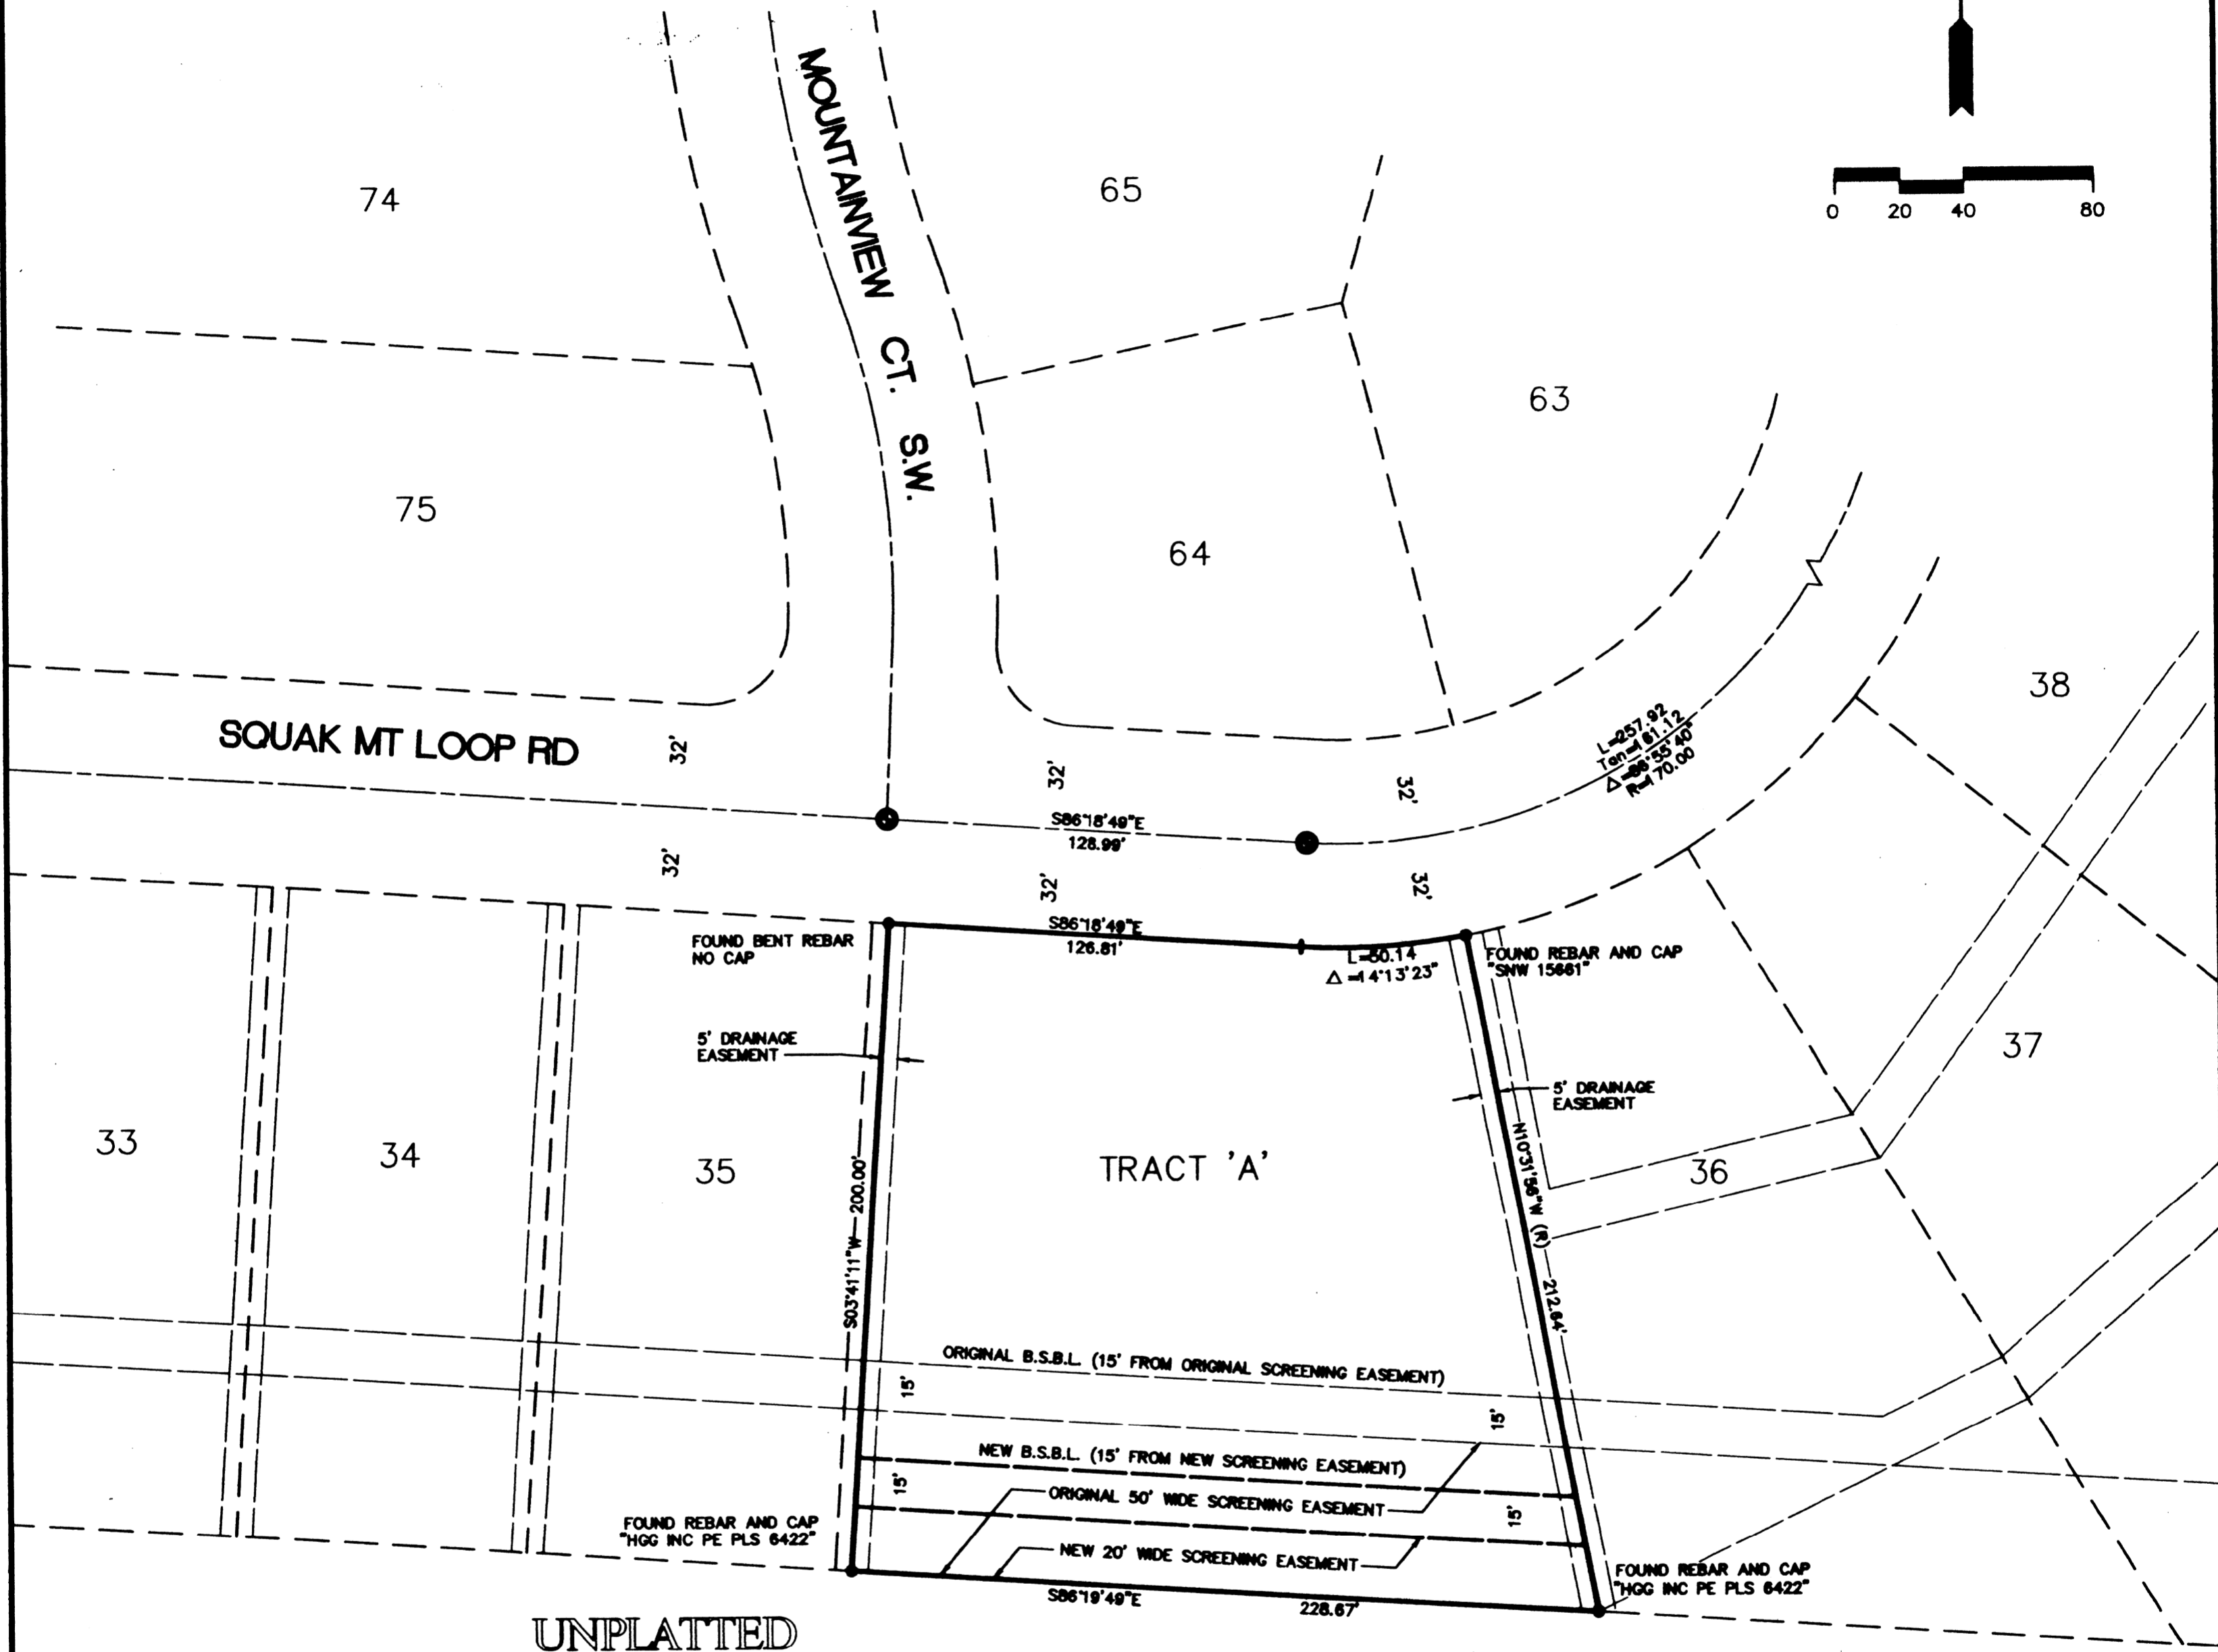 MOUNTAINVIEW CT. S.W.
0 20 40 80
74
65
63
75
64
38
SQUAK MT LOOP RD
32'
32'
32'
L=257.92
Tan=161.12
Δ=86°55'40"
R=170.00
S86°18'49"E
128.99'
32'
32'
32'
S86°18'49"E
126.81'
L=50.14
Δ=14°13'23"
FOUND BENT REBAR
NO CAP
FOUND REBAR AND CAP
"SNW 15661"
5' DRAINAGE
EASEMENT
5' DRAINAGE
EASEMENT
37
33
34
35
TRACT 'A'
36
S03°41'11"W 200.00'
N10°31'56"W (R) 212.64'
ORIGINAL B.S.B.L. (15' FROM ORIGINAL SCREENING EASEMENT)
15'
15'
NEW B.S.B.L. (15' FROM NEW SCREENING EASEMENT)
15'
ORIGINAL 50' WIDE SCREENING EASEMENT
15'
FOUND REBAR AND CAP
"HGG INC PE PLS 6422"
NEW 20' WIDE SCREENING EASEMENT
FOUND REBAR AND CAP
"HGG INC PE PLS 6422"
S86°19'49"E 228.67'
UNPLATTED